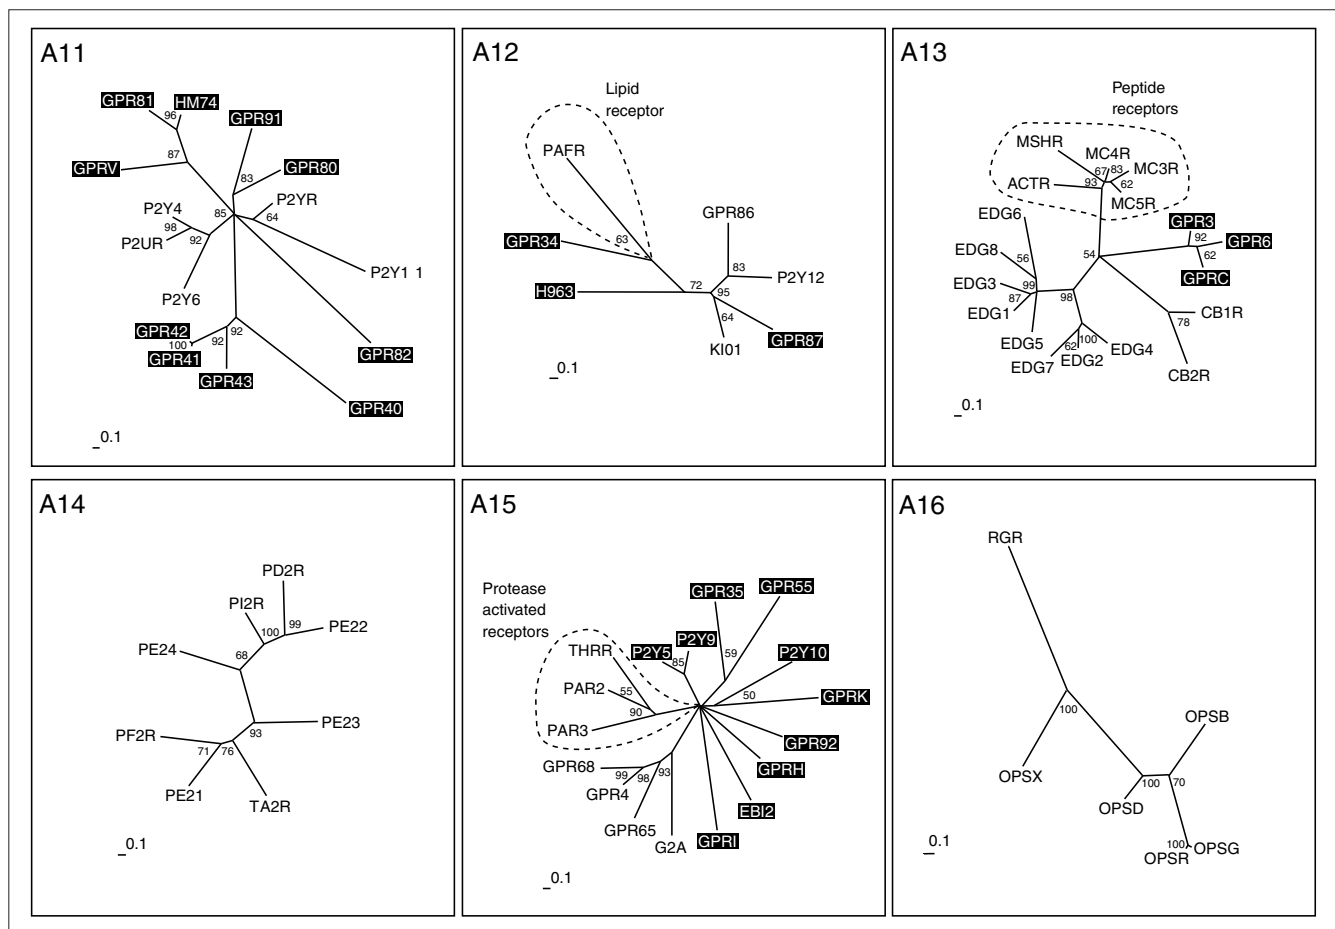 A11
GPR81
HM74
96
GPR91
87
GPRV
83
GPR80
P2Y4
85
P2YR
64
98
P2UR
92
P2Y1 1
P2Y6
GPR42
100
GPR41
92
92
GPR43
GPR82
GPR40
0.1
A12
Lipid
receptor
PAFR
GPR86
GPR34
63
83
P2Y12
H963
72
95
64
GPR87
KI01
0.1
A13
Peptide
receptors
MSHR
MC4R
67
83
MC3R
ACTR
93
62
MC5R
EDG6
GPR3
92
GPR6
EDG8
54
62
56
GPRC
EDG3
99
87
98
EDG1
CB1R
78
EDG5
100
EDG4
62
EDG7
EDG2
CB2R
0.1
A14
PD2R
PI2R
99
100
PE22
PE24
68
PE23
93
PF2R
71
76
PE21
TA2R
0.1
A15
GPR35
GPR55
Protease
activated
receptors
P2Y9
THRR
P2Y5
85
59
P2Y10
PAR2
55
50
GPRK
90
PAR3
GPR92
GPR68
99
98
93
GPRH
GPR4
EBI2
GPR65
G2A
GPRI
0.1
A16
RGR
100
OPSB
OPSX
100
70
OPSD
100
OPSR
OPSG
0.1